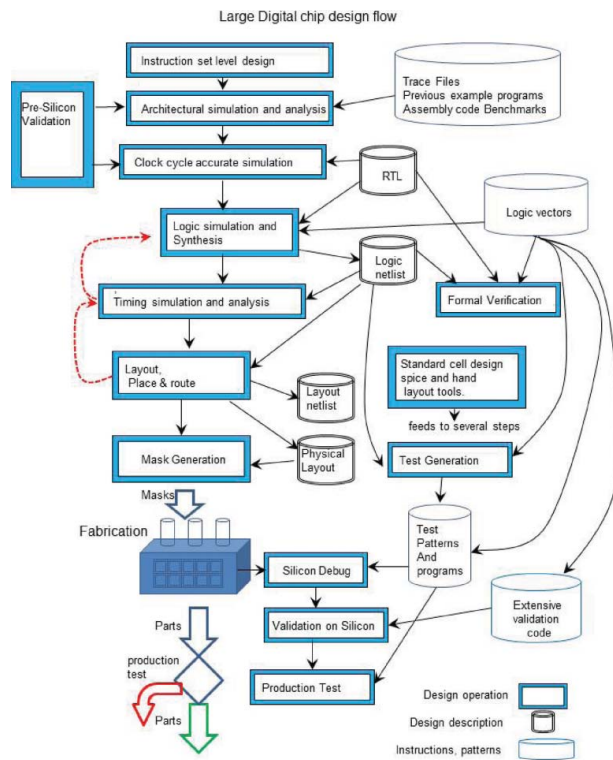 Large Digital chip design flow
Instruction set level design
Trace Files
Previous example programs
Assembly code Benchmarks
Pre-Silicon
Validation
Architectural simulation and analysis
Clock cycle accurate simulation
RTL
Logic vectors
Logic simulation and
Synthesis
Logic
netlist
Timing simulation and analysis
Formal Verification
Layout,
Place & route
Layout
netlist
Standard cell design
spice and hand
layout tools.
feeds to several steps
Mask Generation
Physical
Layout
Test Generation
Masks
Fabrication
Test
Patterns
And
programs
Silicon Debug
Extensive
validation
code
Parts
Validation on Silicon
production
test
Production Test
Parts
Design operation
Design description
Instructions, patterns